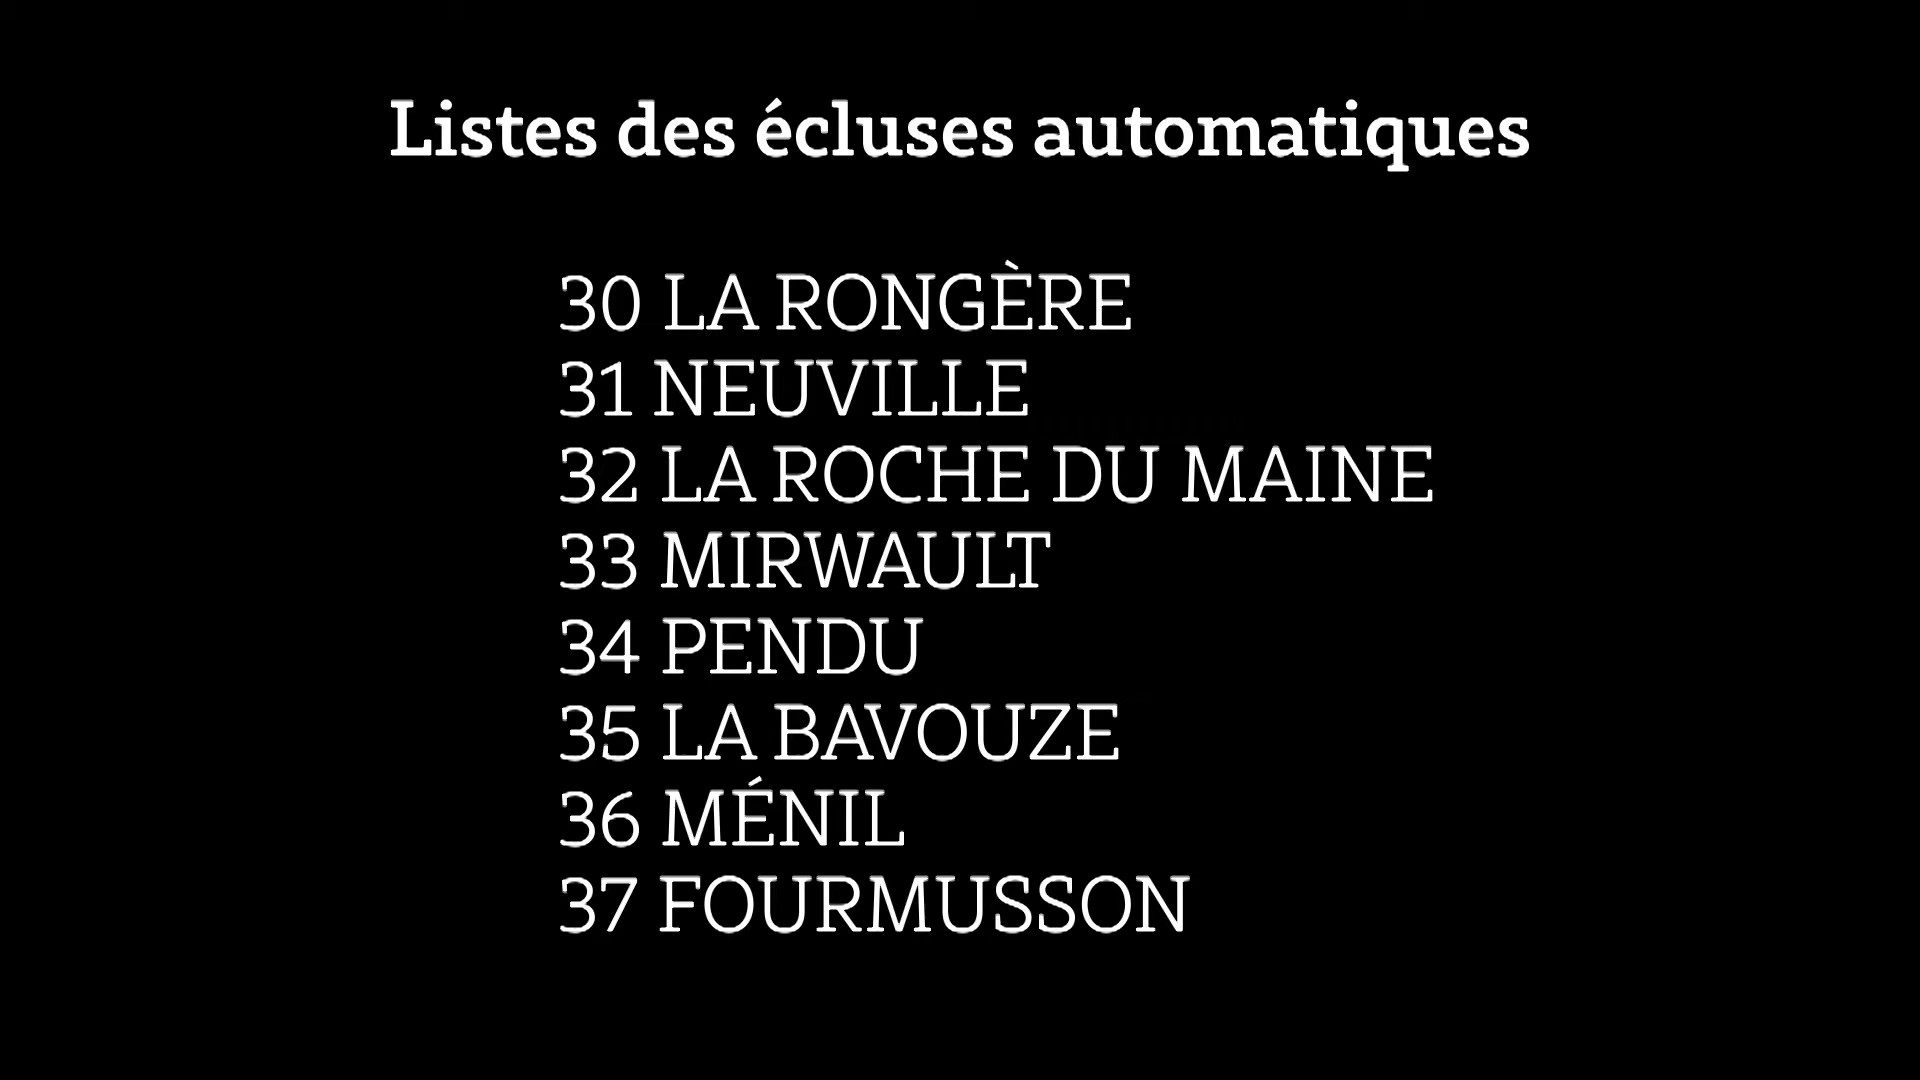 Listes des écluses automatiques
30 LA RONGÈRE
31 NEUVILLE
32 LA ROCHE DU MAINE
33 MIRWAULT
34 PENDU
35 LA BAVOUZE
36 MÉNIL
37 FOURMUSSON